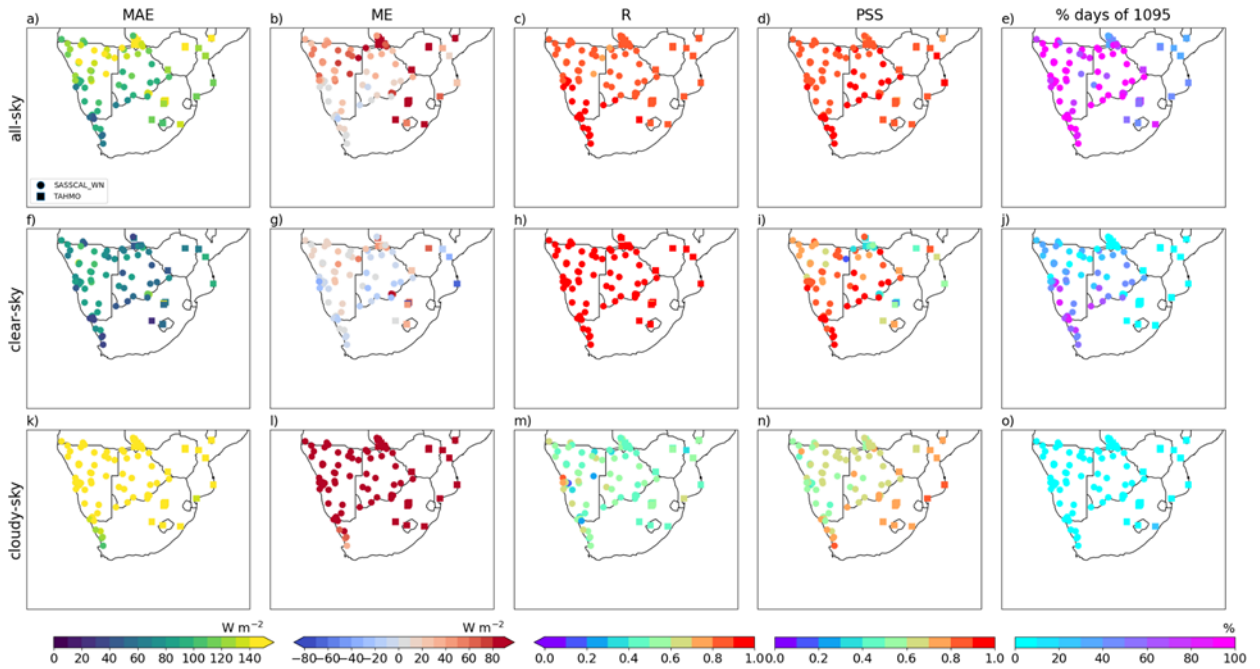 MAE ME R PSS % days of 1095
a) b) c) d) e)
all-sky
SASSCAL_WN
TAHMO
f) g) h) i) j)
clear-sky
k) l) m) n) o)
cloudy-sky
W m−2 W m−2 %
0 20 40 60 80 100 120 140
−80 −60 −40 −20 0 20 40 60 80
0.0 0.2 0.4 0.6 0.8 1.0
0.0 0.2 0.4 0.6 0.8 1.0
20 40 60 80 100